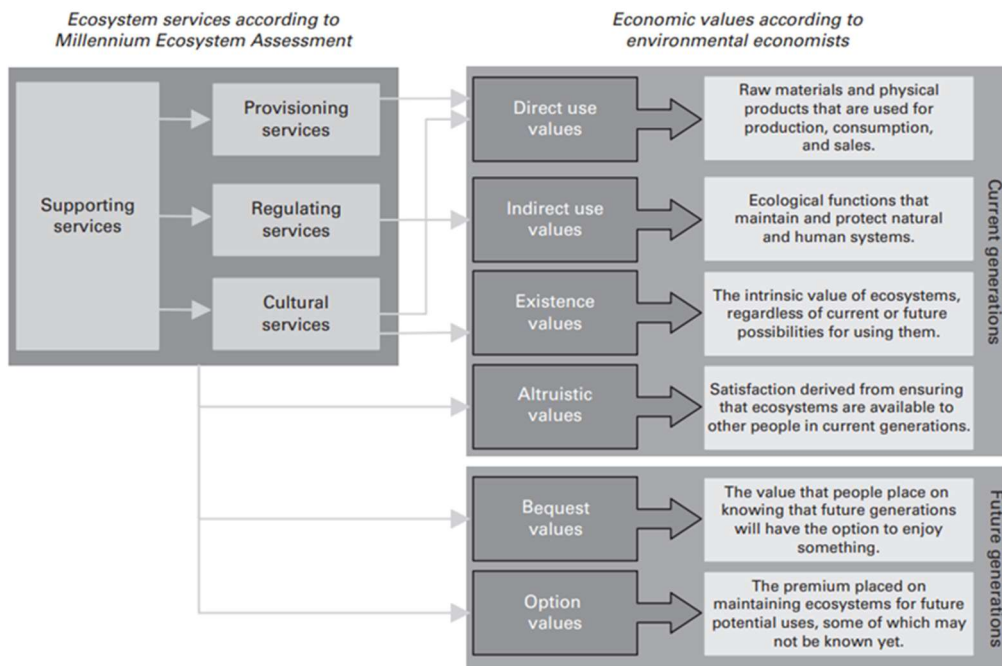 Ecosystem services according to
Millennium Ecosystem Assessment
Supporting
services
Provisioning
services
Regulating
services
Cultural
services
Economic values according to
environmental economists
Direct use
values
Raw materials and physical
products that are used for
production, consumption,
and sales.
Indirect use
values
Ecological functions that
maintain and protect natural
and human systems.
Existence
values
The intrinsic value of ecosystems,
regardless of current or future
possibilities for using them.
Altruistic
values
Satisfaction derived from ensuring
that ecosystems are available to
other people in current generations.
Current generations
Bequest
values
The value that people place on
knowing that future generations
will have the option to enjoy
something.
Option
values
The premium placed on
maintaining ecosystems for future
potential uses, some of which may
not be known yet.
Future generations